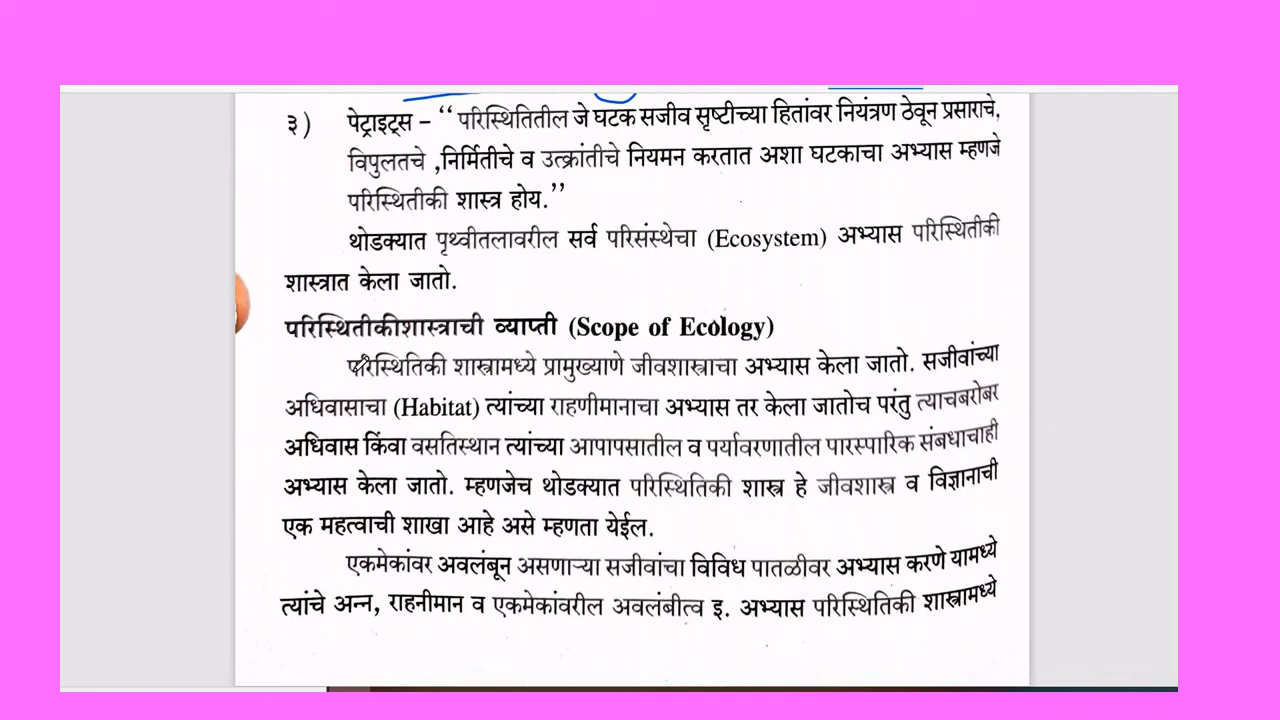 ३) पेट्राइट्स – ‘‘ परिस्थितितील जे घटक सजीव सृष्टीच्या हितांवर नियंत्रण ठेवून प्रसाराचे,
विपुलतचे ,निर्मितीचे व उत्क्रांतीचे नियमन करतात अशा घटकाचा अभ्यास म्हणजे
परिस्थितीकी शास्त्र होय.’’
थोडक्यात पृथ्वीतलावरील सर्व परिसंस्थेचा (Ecosystem) अभ्यास परिस्थितीकी
शास्त्रात केला जातो.
परिस्थितीकीशास्त्राची व्याप्ती (Scope of Ecology)
परिस्थितिकी शास्त्रामध्ये प्रामुख्याणे जीवशास्त्राचा अभ्यास केला जातो. सजीवांच्या
अधिवासाचा (Habitat) त्यांच्या राहणीमानाचा अभ्यास तर केला जातोच परंतु त्याचबरोबर
अधिवास किंवा वसतिस्थान त्यांच्या आपापसातील व पर्यावरणातील पारस्पारिक संबधाचाही
अभ्यास केला जातो. म्हणजेच थोडक्यात परिस्थितिकी शास्त्र हे जीवशास्त्र व विज्ञानाची
एक महत्वाची शाखा आहे असे म्हणता येईल.
एकमेकांवर अवलंबून असणाऱ्या सजीवांचा विविध पातळीवर अभ्यास करणे यामध्ये
त्यांचे अन्न, राहनीमान व एकमेकांवरील अवलंबीत्व इ. अभ्यास परिस्थितिकी शास्त्रामध्ये